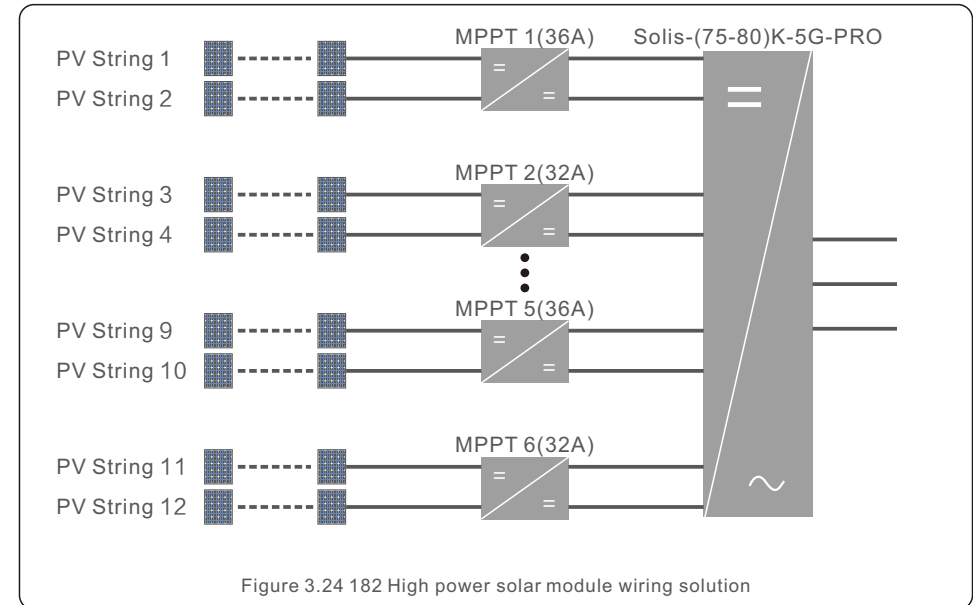 MPPT 1(36A) Solis-(75-80)K-5G-PRO
PV String 1
PV String 2
MPPT 2(32A)
PV String 3
PV String 4
MPPT 5(36A)
PV String 9
PV String 10
MPPT 6(32A)
PV String 11
PV String 12
Figure 3.24 182 High power solar module wiring solution